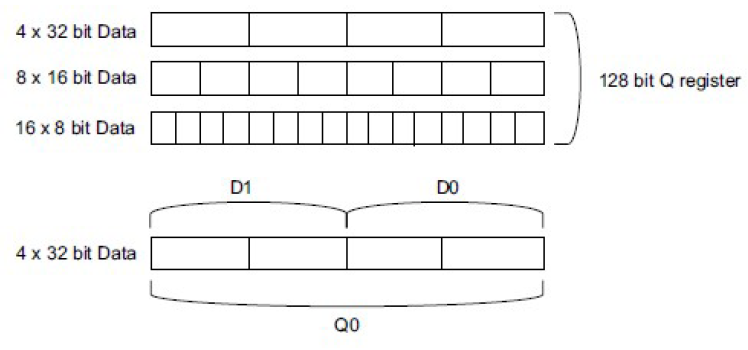 4 x 32 bit Data
8 x 16 bit Data
128 bit Q register
16 x 8 bit Data
D1
D0
4 x 32 bit Data
Q0